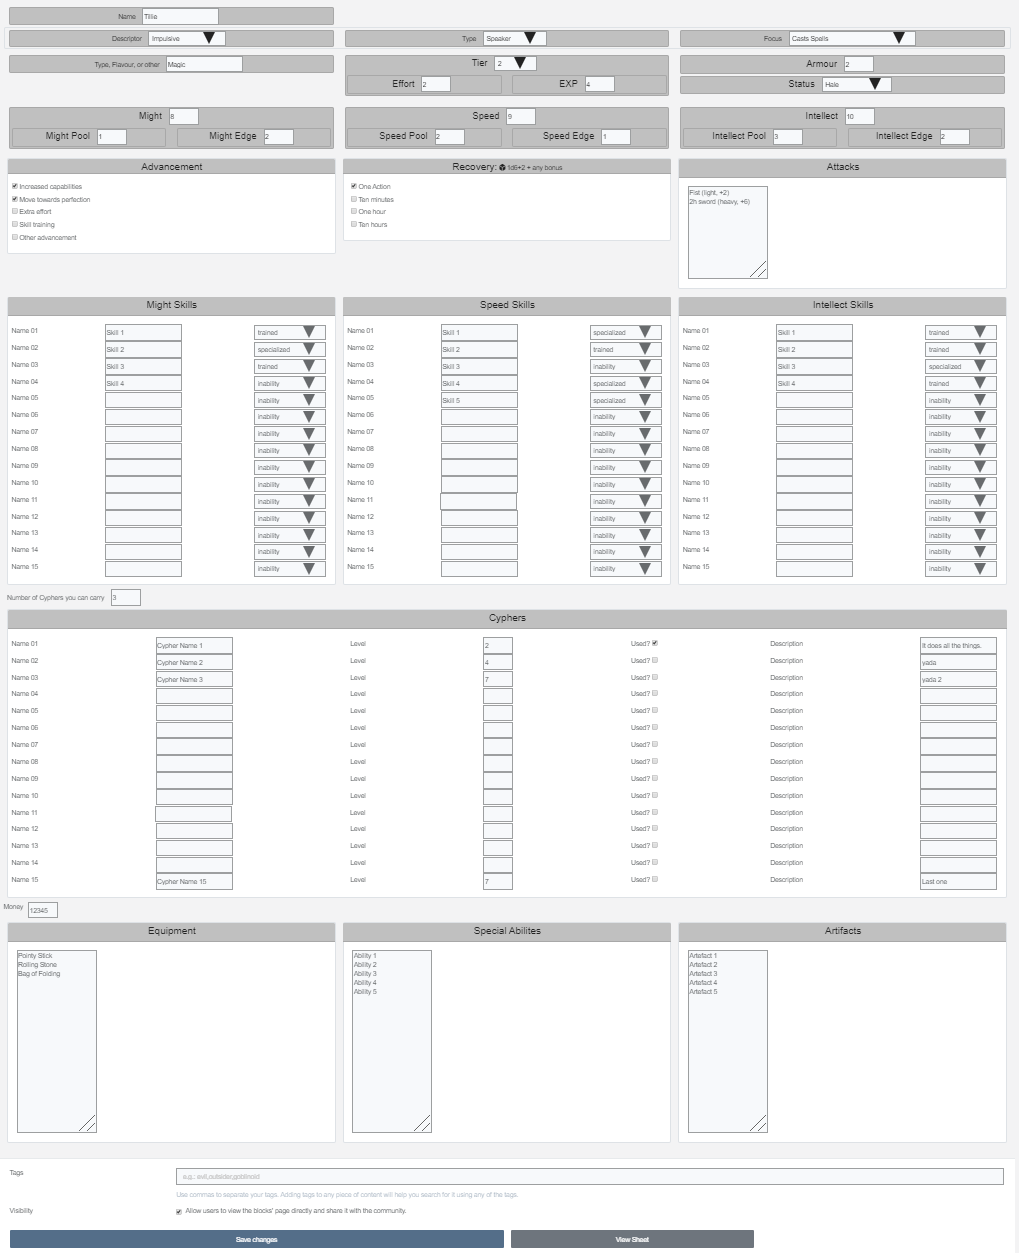 Name Tillie
Descriptor Impulsive Type Speaker Focus Casts Spells
Type, Flavour, or other Magic Tier 2 Armour 2
Effort 2 EXP 4 Status Hale
Might 8 Speed 9 Intellect 10
Might Pool 1 Might Edge 2 Speed Pool 2 Speed Edge 1 Intellect Pool 3 Intellect Edge 2
Advancement
Increased capabilities
Move towards perfection
Extra effort
Skill training
Other advancement
Recovery: 1d6+2 + any bonus
One Action
Ten minutes
One hour
Ten hours
Attacks
Fist (light, +2)
2h sword (heavy, +6)
Might Skills
Name 01 Skill 1 trained
Name 02 Skill 2 specialized
Name 03 Skill 3 trained
Name 04 Skill 4 inability
Name 05 inability
Name 06 inability
Name 07 inability
Name 08 inability
Name 09 inability
Name 10 inability
Name 11 inability
Name 12 inability
Name 13 inability
Name 14 inability
Name 15 inability
Speed Skills
Name 01 Skill 1 specialized
Name 02 Skill 2 trained
Name 03 Skill 3 inability
Name 04 Skill 4 specialized
Name 05 Skill 5 specialized
Name 06 inability
Name 07 inability
Name 08 inability
Name 09 inability
Name 10 inability
Name 11 inability
Name 12 inability
Name 13 inability
Name 14 inability
Name 15 inability
Intellect Skills
Name 01 Skill 1 trained
Name 02 Skill 2 trained
Name 03 Skill 3 specialized
Name 04 Skill 4 trained
Name 05 inability
Name 06 inability
Name 07 inability
Name 08 inability
Name 09 inability
Name 10 inability
Name 11 inability
Name 12 inability
Name 13 inability
Name 14 inability
Name 15 inability
Number of Cyphers you can carry 3
Cyphers
Name 01 Cypher Name 1 Level 2 Used? Description It does all the things.
Name 02 Cypher Name 2 Level 4 Used? Description yada
Name 03 Cypher Name 3 Level 7 Used? Description yada 2
Name 04 Level Used? Description
Name 05 Level Used? Description
Name 06 Level Used? Description
Name 07 Level Used? Description
Name 08 Level Used? Description
Name 09 Level Used? Description
Name 10 Level Used? Description
Name 11 Level Used? Description
Name 12 Level Used? Description
Name 13 Level Used? Description
Name 14 Level Used? Description
Name 15 Cypher Name 15 Level 7 Used? Description Last one
Money 12345
Equipment
Pointy Stick
Rolling Stone
Bag of Folding
Special Abilites
Ability 1
Ability 2
Ability 3
Ability 4
Ability 5
Artifacts
Artefact 1
Artefact 2
Artefact 3
Artefact 4
Artefact 5
Tags e.g.: evil,outsider,goblinoid
Use commas to separate your tags. Adding tags to any piece of content will help you search for it using any of the tags.
Visibility Allow users to view the blocks' page directly and share it with the community.
Save changes View Sheet